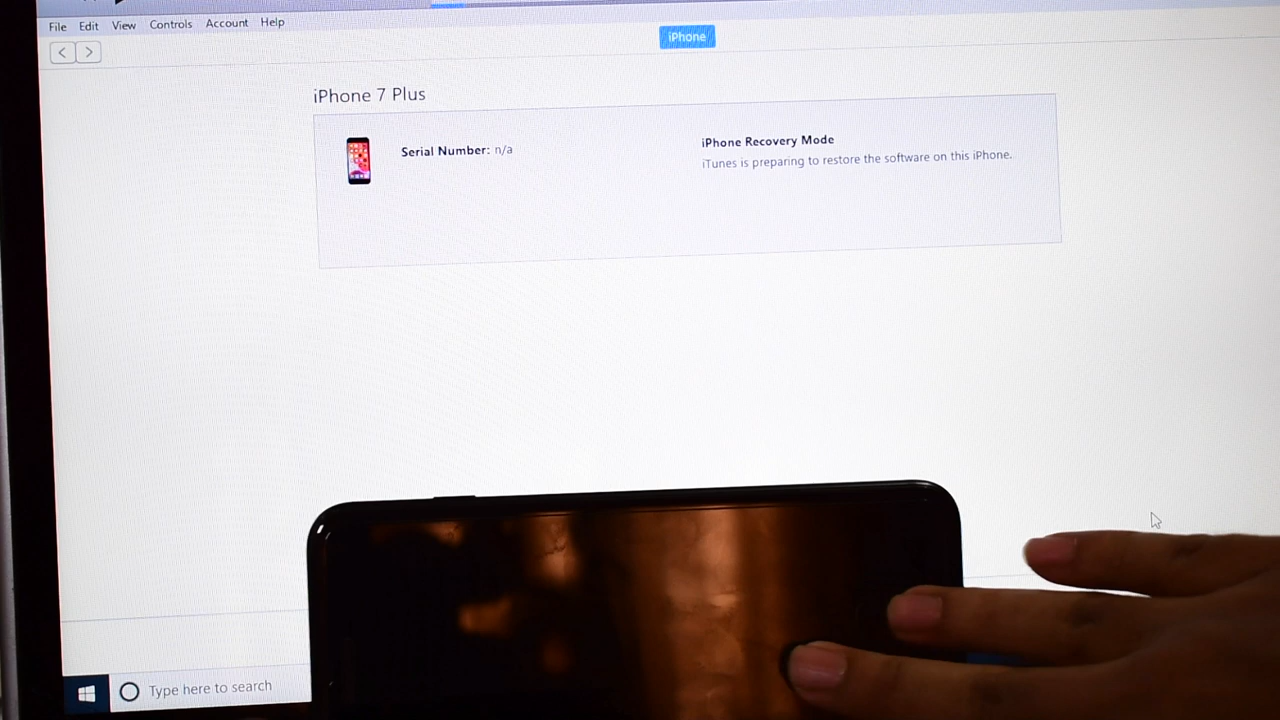 File Edit View Controls Account Help
iPhone
iPhone 7 Plus
Serial Number: n/a
iPhone Recovery Mode
iTunes is preparing to restore the software on this iPhone.
Type here to search